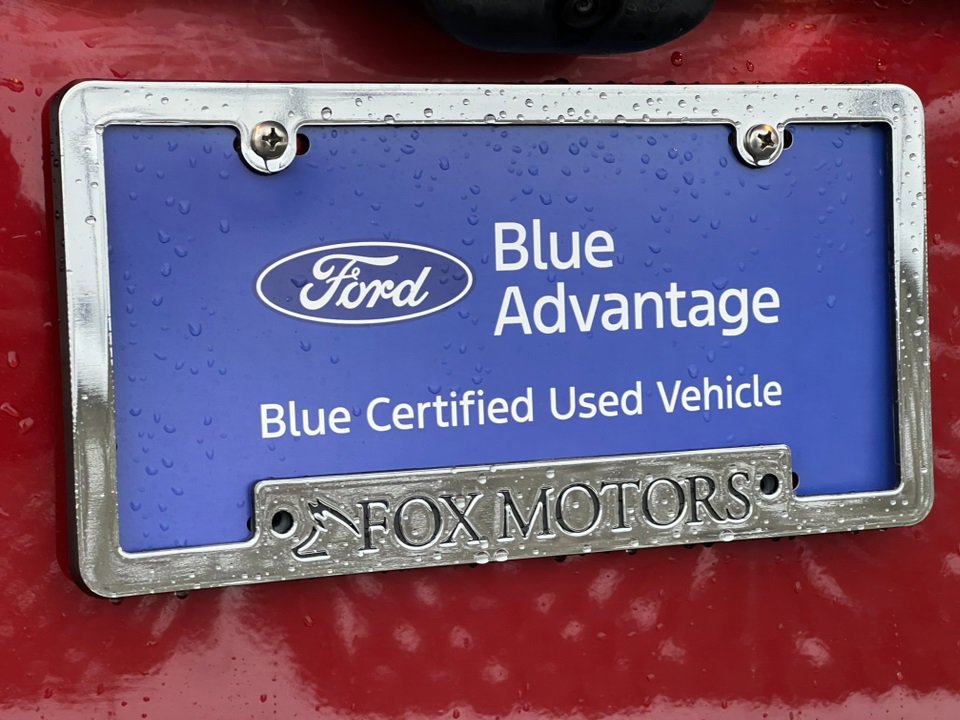 Ford
Blue
Advantage
Blue Certified Used Vehicle
FOX MOTORS